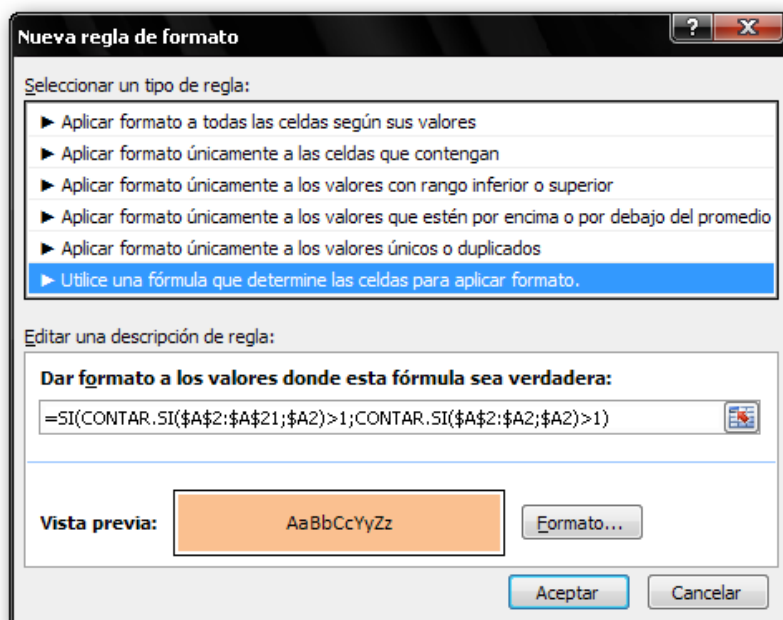 Nueva regla de formato
Seleccionar un tipo de regla:
► Aplicar formato a todas las celdas según sus valores
► Aplicar formato únicamente a las celdas que contengan
► Aplicar formato únicamente a los valores con rango inferior o superior
► Aplicar formato únicamente a los valores que estén por encima o por debajo del promedio
► Aplicar formato únicamente a los valores únicos o duplicados
► Utilice una fórmula que determine las celdas para aplicar formato.
Editar una descripción de regla:
Dar formato a los valores donde esta fórmula sea verdadera:
=SI(CONTAR.SI($A$2:$A$21;$A2)>1;CONTAR.SI($A$2:$A2;$A2)>1)
Vista previa: AaBbCcYyZz Formato...
Aceptar Cancelar